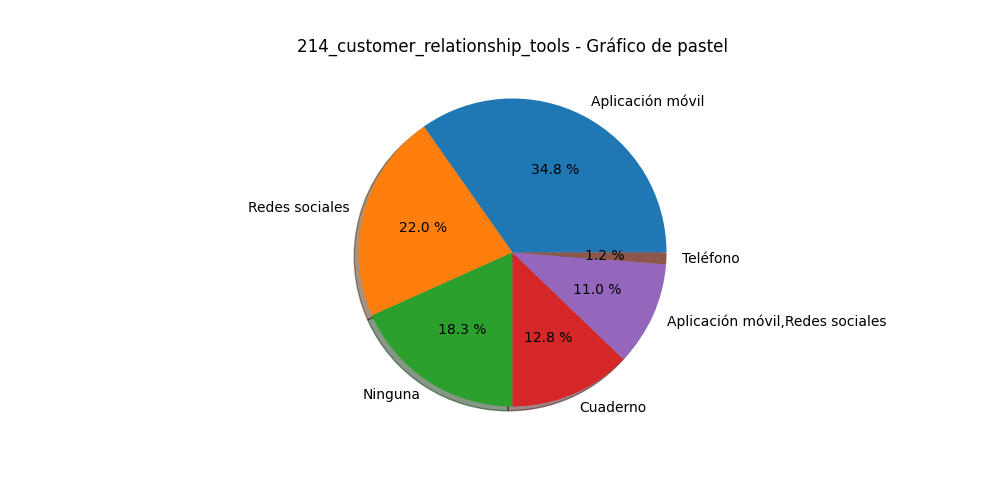 214_customer_relationship_tools - Gráfico de pastel
Aplicación móvil
34.8 %
Redes sociales
22.0 %
1.2 %
Teléfono
11.0 %
Aplicación móvil,Redes sociales
18.3 %
12.8 %
Ninguna
Cuaderno